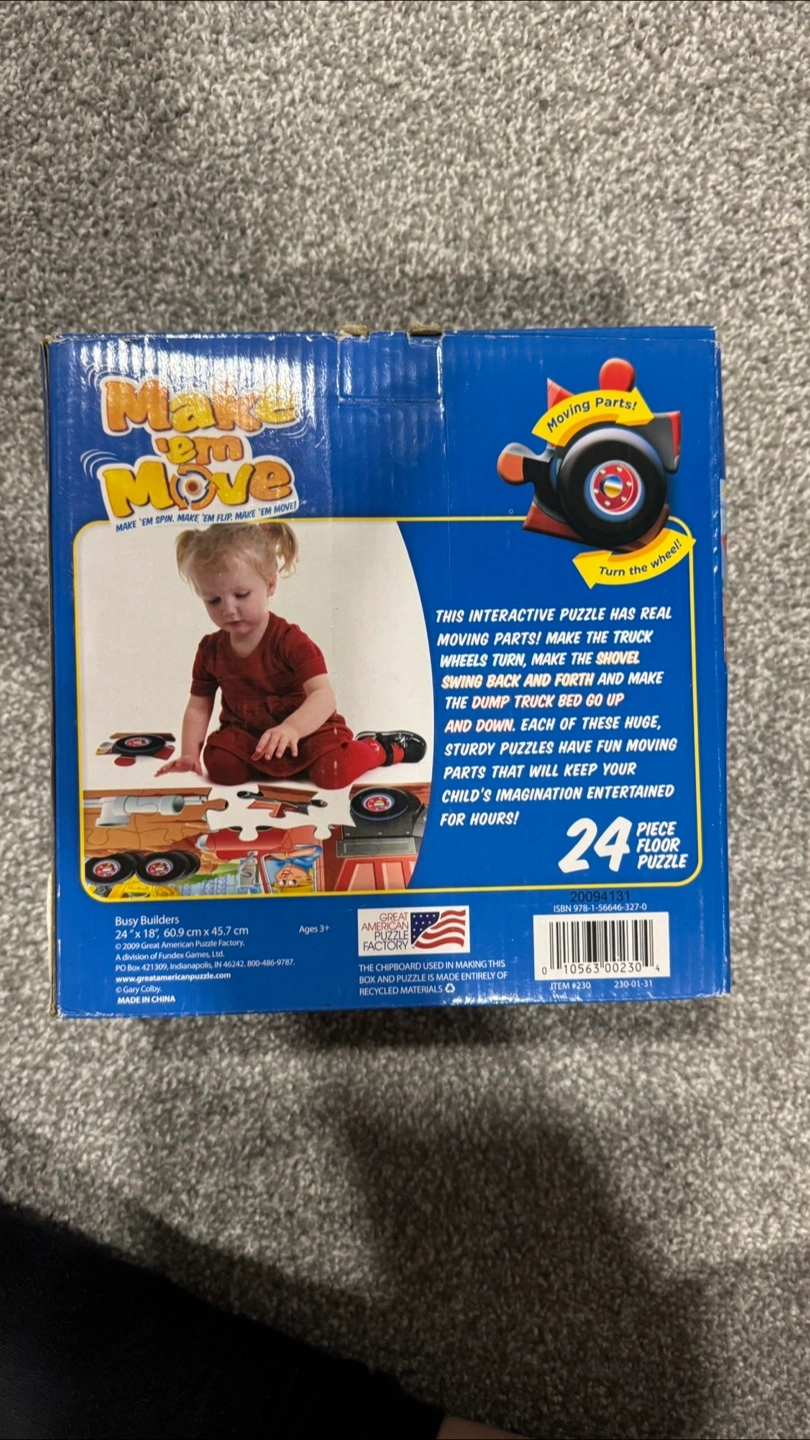 Make
'em
Move
MAKE 'EM SPIN. MAKE 'EM FLIP. MAKE 'EM MOVE!
Moving Parts!
Turn the wheel!
THIS INTERACTIVE PUZZLE HAS REAL
MOVING PARTS! MAKE THE TRUCK
WHEELS TURN, MAKE THE SHOVEL
SWING BACK AND FORTH AND MAKE
THE DUMP TRUCK BED GO UP
AND DOWN. EACH OF THESE HUGE,
STURDY PUZZLES HAVE FUN MOVING
PARTS THAT WILL KEEP YOUR
CHILD'S IMAGINATION ENTERTAINED
FOR HOURS!
24 PIECE
FLOOR
PUZZLE
Busy Builders
24 " x 18", 60.9 cm x 45.7 cm
© 2009 Great American Puzzle Factory,
A division of Fundex Games, Ltd.
PO Box 421309, Indianapolis, IN 46242. 800-486-9787.
www.greatamericanpuzzle.com
© Gary Colby.
MADE IN CHINA
Ages 3+
GREAT
AMERICAN
PUZZLE
FACTORY
THE CHIPBOARD USED IN MAKING THIS
BOX AND PUZZLE IS MADE ENTIRELY OF
RECYCLED MATERIALS
20094131
ISBN 978-1-56646-327-0
0 10563 00230 4
ITEM #230 230-01-31